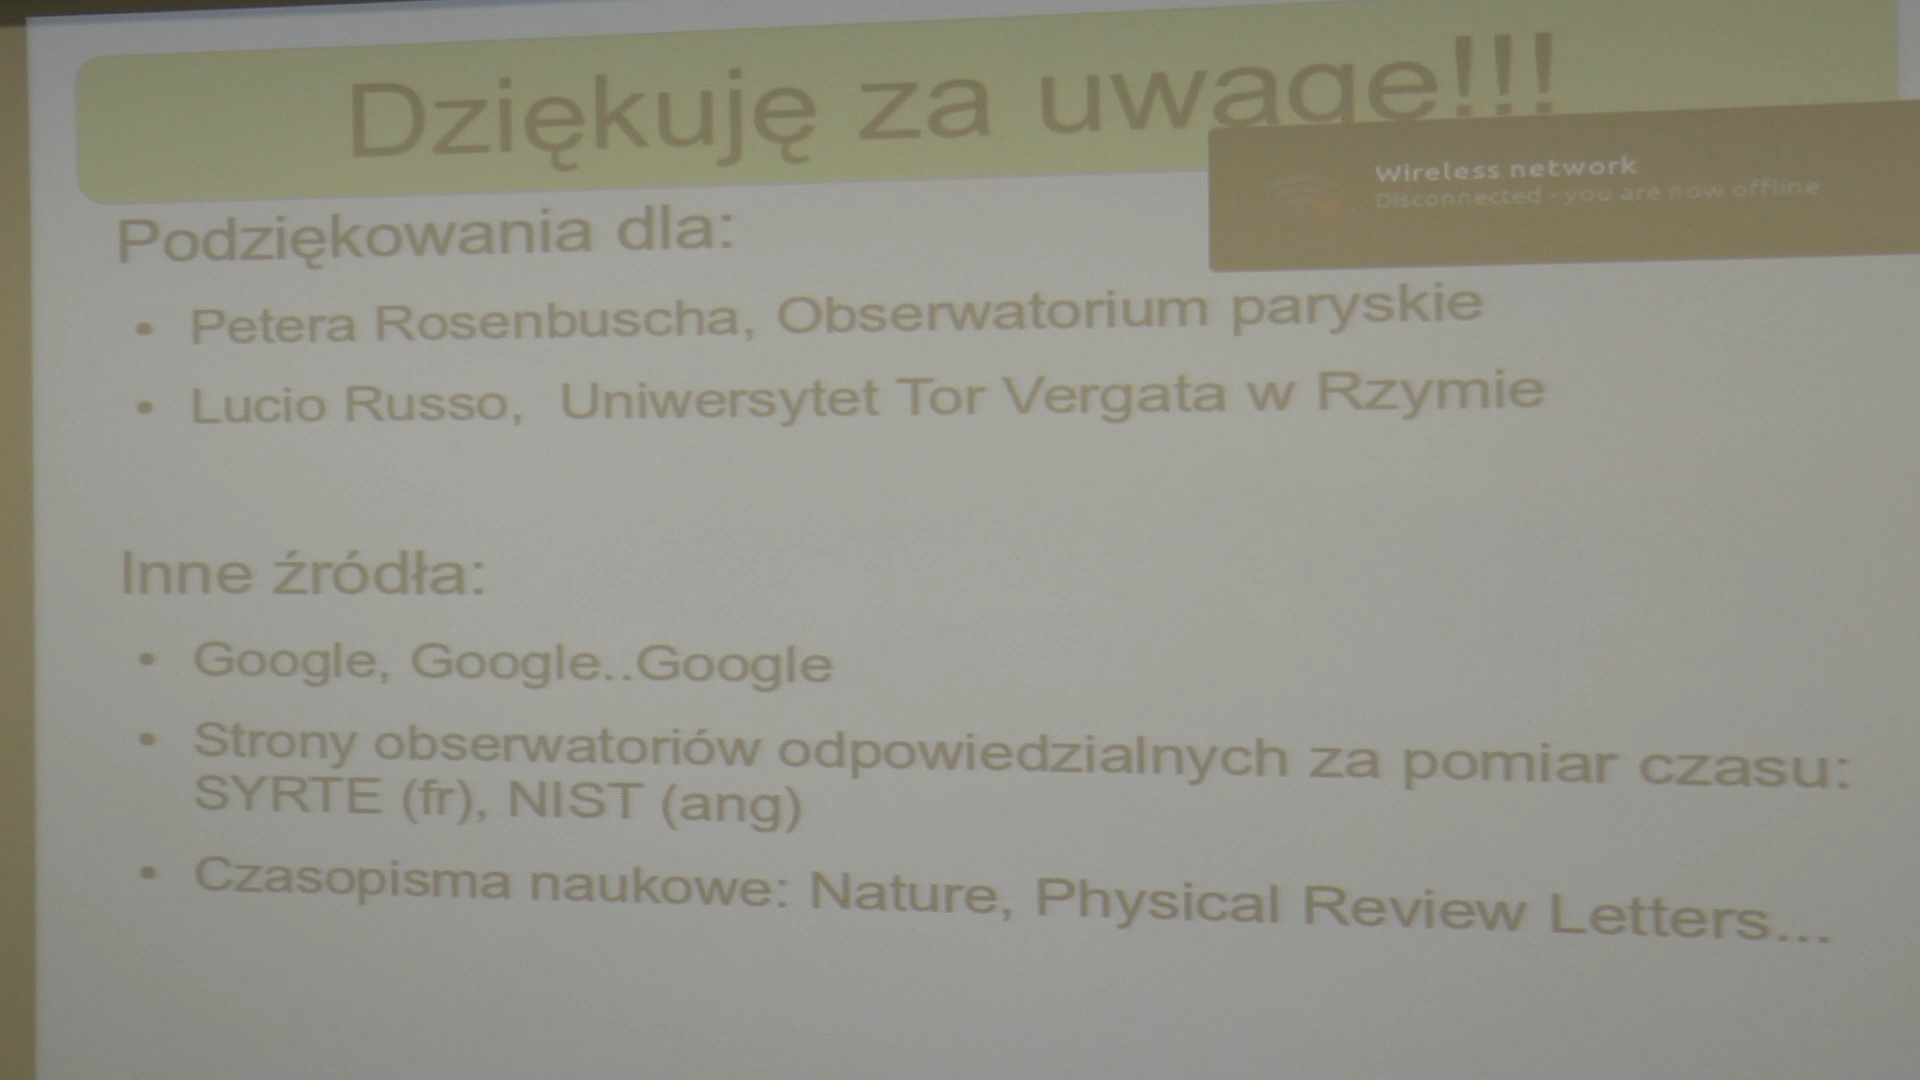 Dziękuję za uwagę!!!
Wireless network
Disconnected - you are now offline
Podziękowania dla:
• Petera Rosenbuscha, Obserwatorium paryskie
• Lucio Russo, Uniwersytet Tor Vergata w Rzymie
Inne źródła:
• Google, Google..Google
• Strony obserwatoriów odpowiedzialnych za pomiar czasu:
SYRTE (fr), NIST (ang)
• Czasopisma naukowe: Nature, Physical Review Letters...